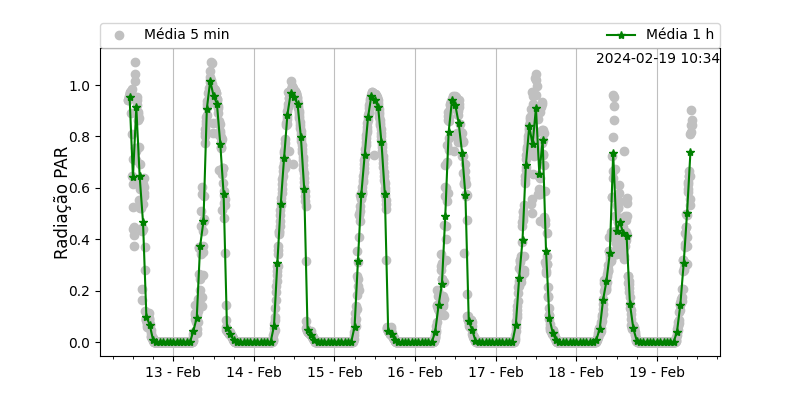 Média 5 min
Média 1 h
2024-02-19 10:34
Radiação PAR
1.0
0.8
0.6
0.4
0.2
0.0
13 - Feb
14 - Feb
15 - Feb
16 - Feb
17 - Feb
18 - Feb
19 - Feb